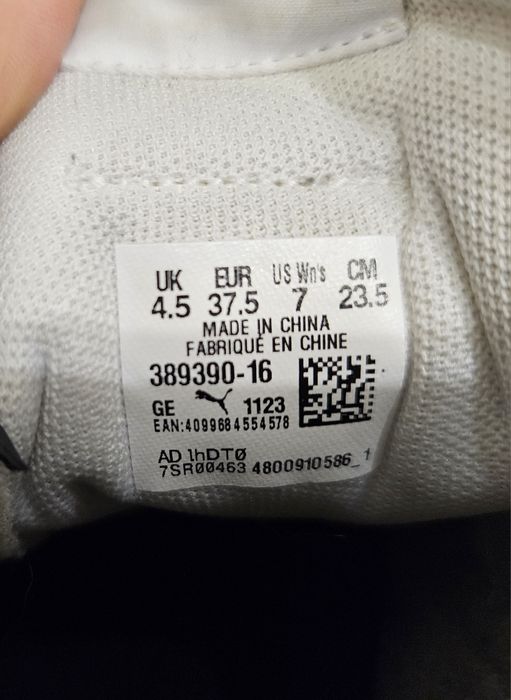 UK EUR US Wn's CM
4.5 37.5 7 23.5
MADE IN CHINA
FABRIQUÉ EN CHINE
389390-16
GE 1123
EAN:4099684554578
AD 1hDT0
7SR00463 4800910586_1